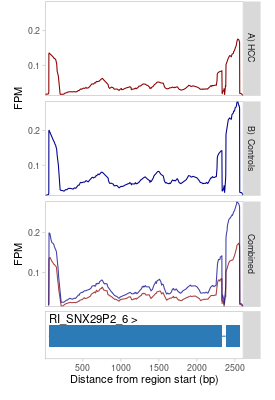 0.2
0.1
A) HCC
FPM
0.2
0.1
B) Controls
0.2
0.1
Combined
FPM
RI_SNX29P2_6 >
500 1000 1500 2000 2500
Distance from region start (bp)